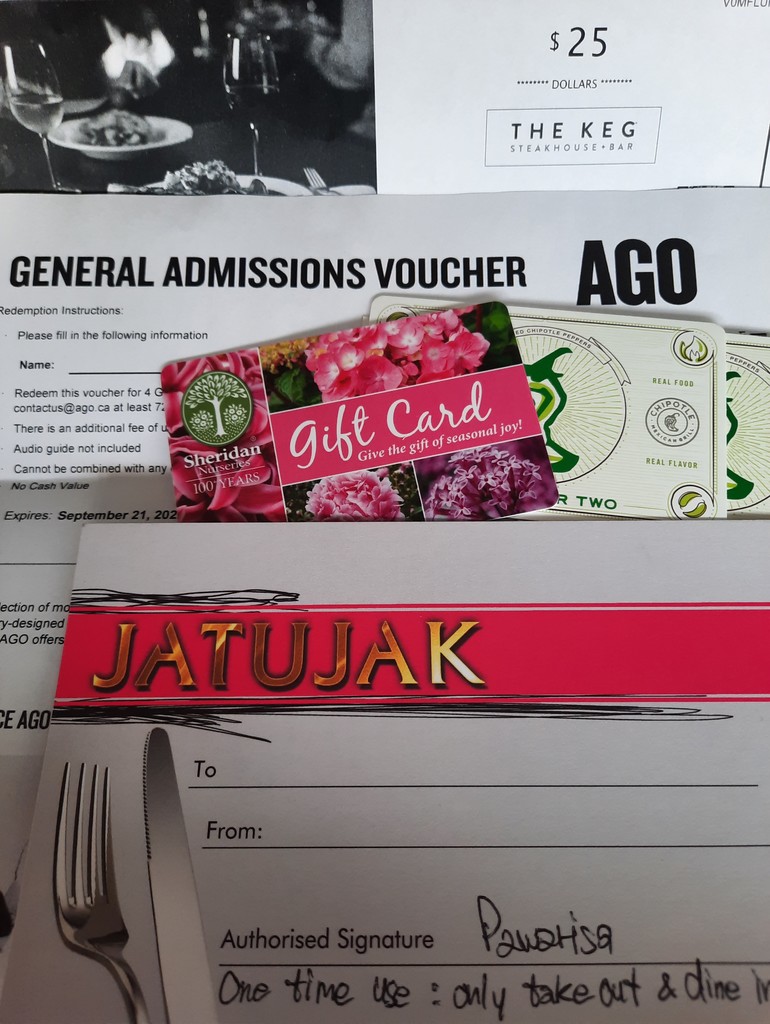 $ 25
DOLLARS
THE KEG
STEAKHOUSE + BAR
GENERAL ADMISSIONS VOUCHER
AGO
Redemption Instructions:
Please fill in the following information
Name:
Redeem this voucher for 4 G
contactus@ago.ca at least 72
There is an additional fee of u
Audio guide not included
Cannot be combined with any
No Cash Value
Expires: September 21, 202
ection of mo
ry-designed
AGO offers
CE AGO
Sheridan
Nurseries
100+ YEARS
Gift Card
Give the gift of seasonal joy!
ED CHIPOTLE PEPPERS
REAL FOOD
CHIPOTLE
MEXICAN GRILL
REAL FLAVOR
R TWO
JATUJAK
To
From:
Authorised Signature Pawarisa
One time use : only take out & dine in